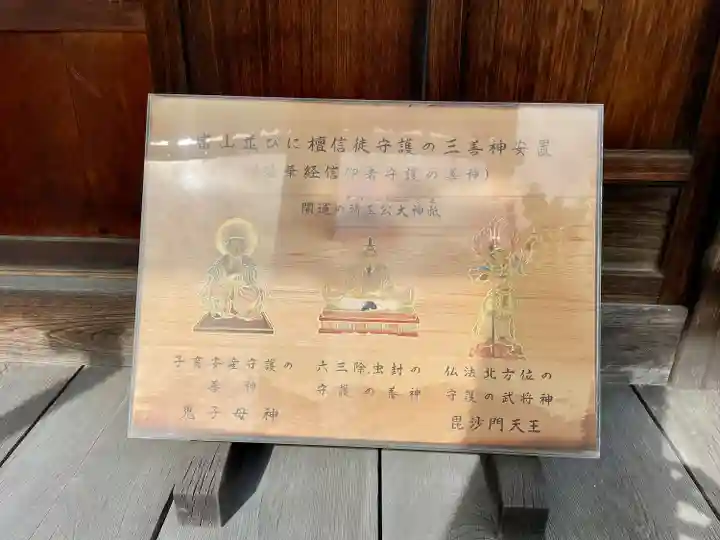 当山並びに檀信徒守護の三善神安置
(法華経信仰者守護の善神)
開運の祈 大神祇
子育安産守護の
善神
鬼子母神
六三除、虫封の
守護の善神
仏法北方位の
守護の武将神
毘沙門天王